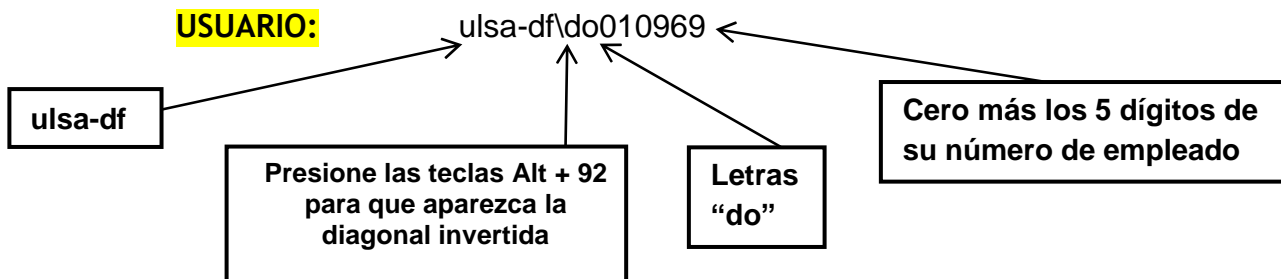 USUARIO: ulsa-df\do010969
ulsa-df
Presione las teclas Alt + 92
para que aparezca la
diagonal invertida
Letras
“do”
Cero más los 5 dígitos de
su número de empleado